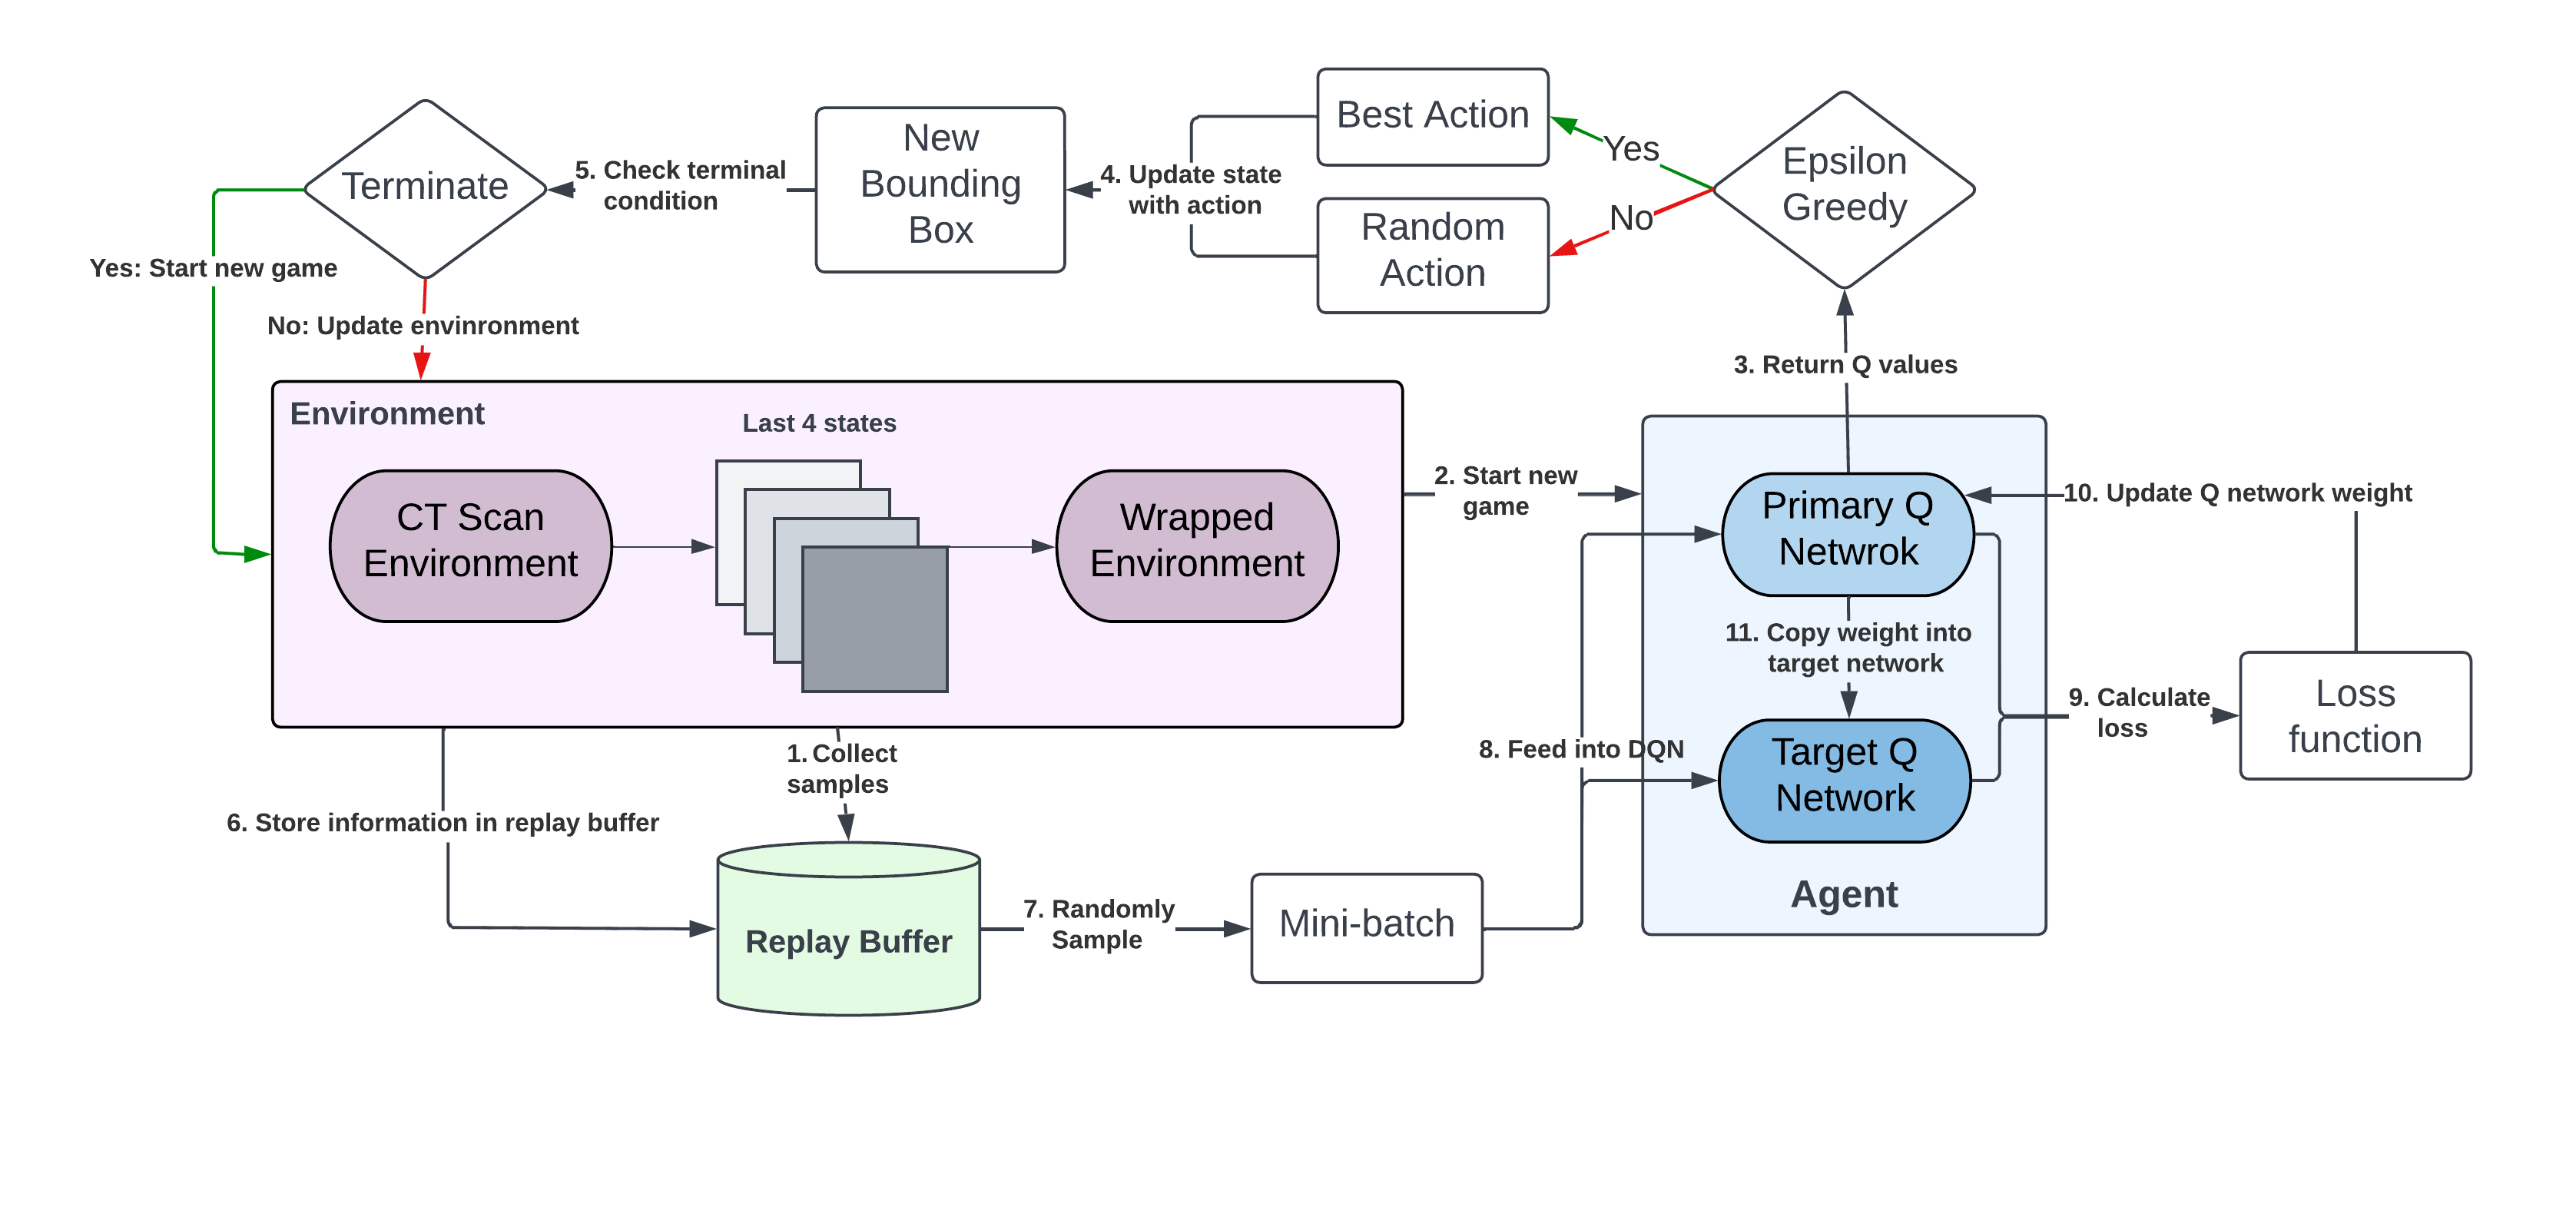 Best Action
Yes
Epsilon
Greedy
No
Random
Action
4. Update state
with action
New
Bounding
Box
5. Check terminal
condition
Terminate
Yes: Start new game
No: Update envinronment
Environment
Last 4 states
CT Scan
Environment
Wrapped
Environment
2. Start new
game
3. Return Q values
Primary Q
Netwrok
10. Update Q network weight
11. Copy weight into
target network
Target Q
Network
Agent
9. Calculate
loss
Loss
function
8. Feed into DQN
1. Collect
samples
6. Store information in replay buffer
Replay Buffer
7. Randomly
Sample
Mini-batch